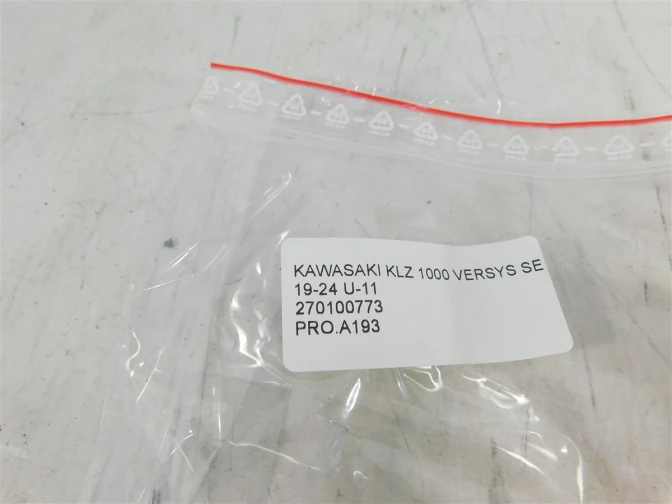 KAWASAKI KLZ 1000 VERSYS SE
19-24 U-11
270100773
PRO.A193